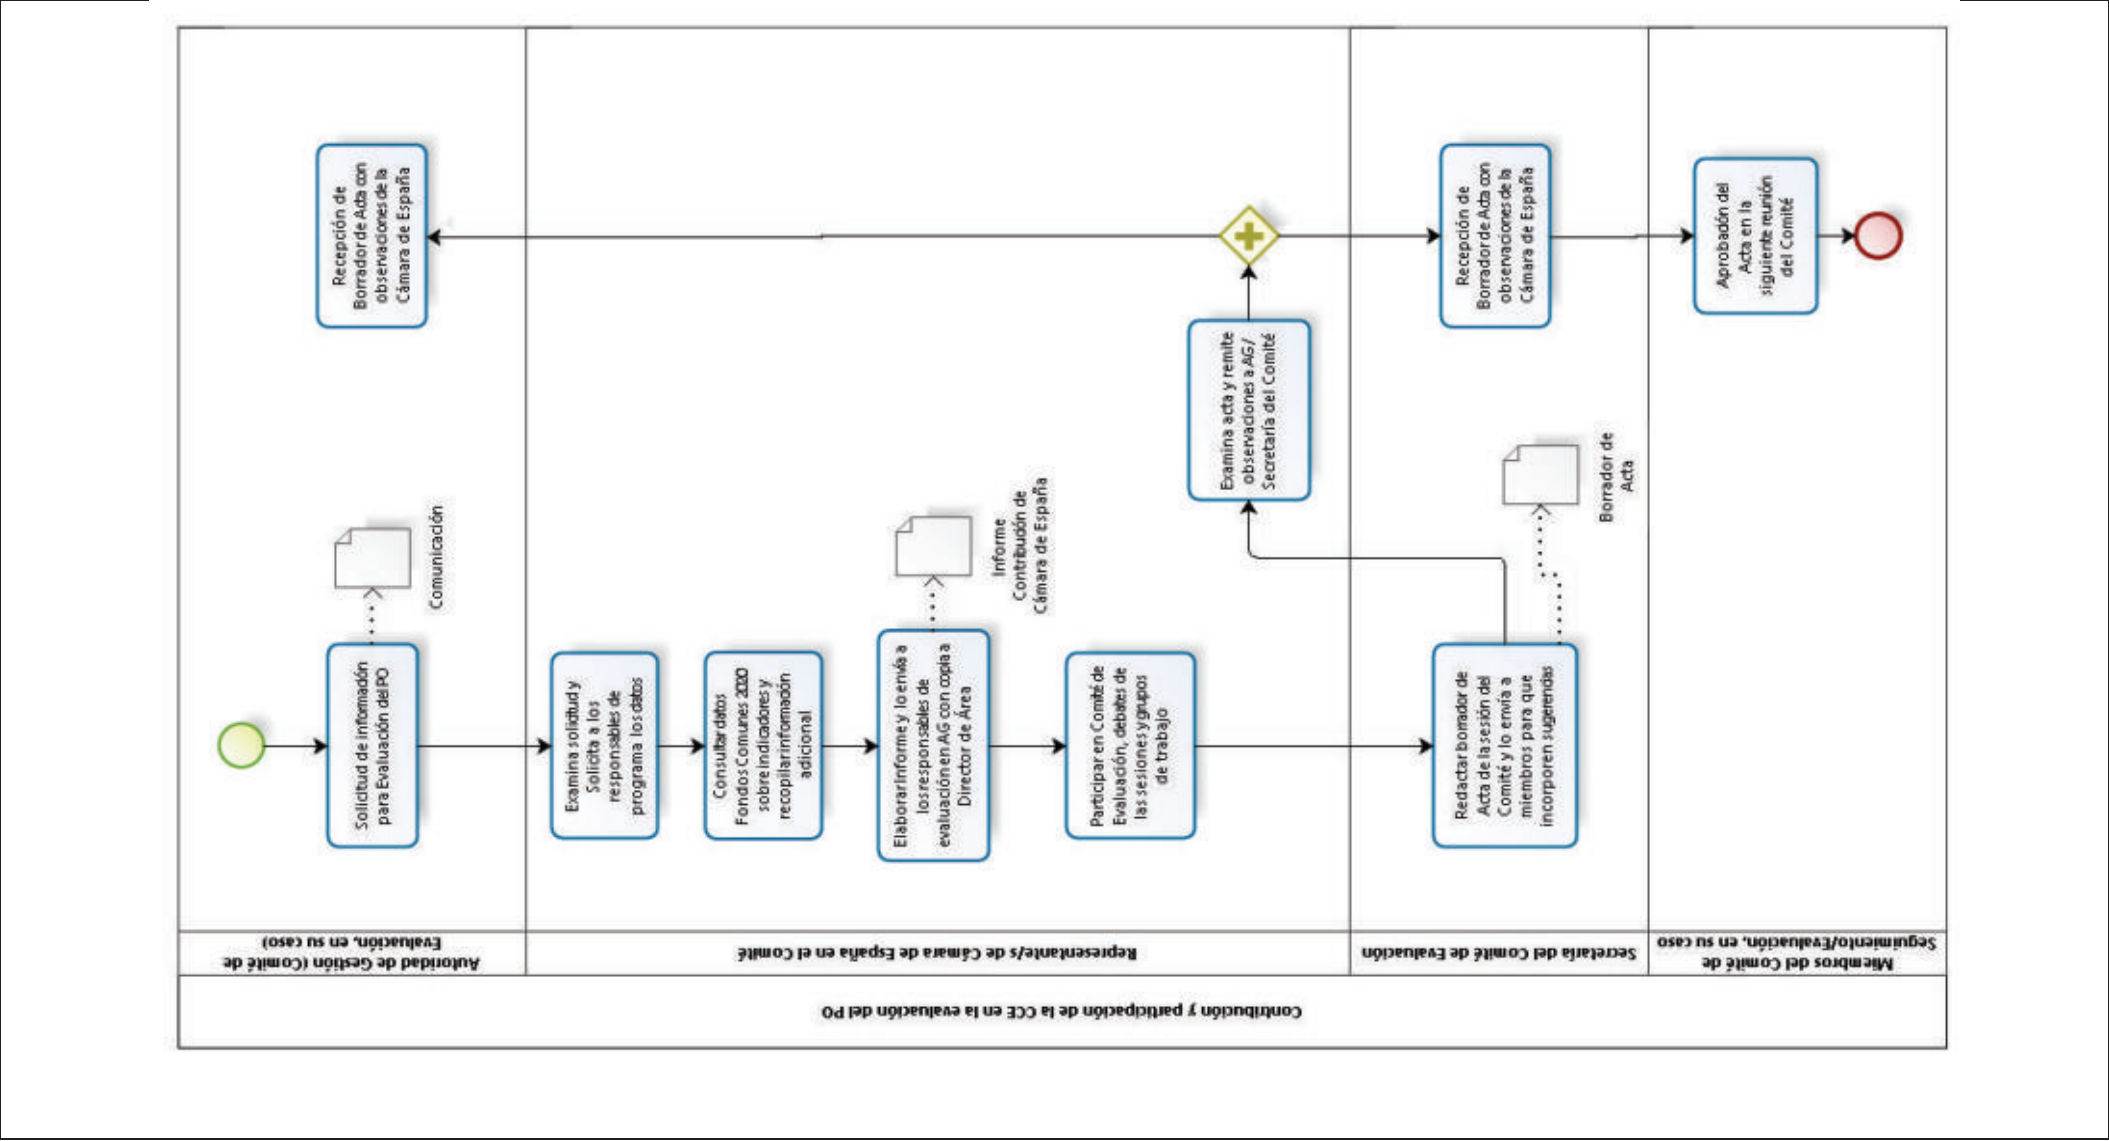 Contribución y participación de la CCE en la evaluación del PO
Autoridad de Gestión (Comité de
Evaluación, en su caso)
Solicitud de información
para Evaluación del PO
Comunicación
Recepción de
Borrador de Acta con
observaciones de la
Cámara de España
Representante/s de Cámara de España en el Comité
Examina solicitud y
Solicita a los
responsables de
programa los datos
Consultar datos
Fondos Comunes 2020
sobre indicadores y
recopilar información
adicional
Elaborar Informe y lo envía a
los responsables de
evaluación en AG con copia a
Director de Área
Informe
Contribución de
Cámara de España
Participar en Comité de
Evaluación, debates de
las sesiones y grupos
de trabajo
Examina acta y remite
observaciones a AG/
Secretaría del Comité
Secretaría del Comité de Evaluación
Redactar borrador de
Acta de la sesión del
Comité y lo envía a
miembros para que
incorporen sugerencias
Borrador de
Acta
Recepción de
Borrador de Acta con
observaciones de la
Cámara de España
Miembros del Comité de
Seguimiento/Evaluación, en su caso
Aprobación del
Acta en la
siguiente reunión
del Comité